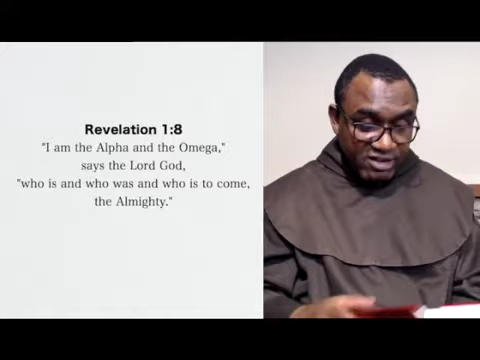 Revelation 1:8
"I am the Alpha and the Omega,"
says the Lord God,
"who is and who was and who is to come,
the Almighty."